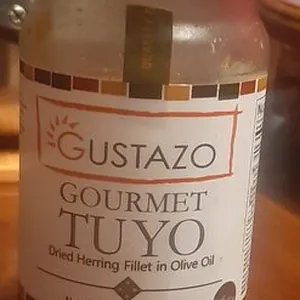 GUSTAZO
GOURMET
TUYO
Dried Herring Fillet in Olive Oil